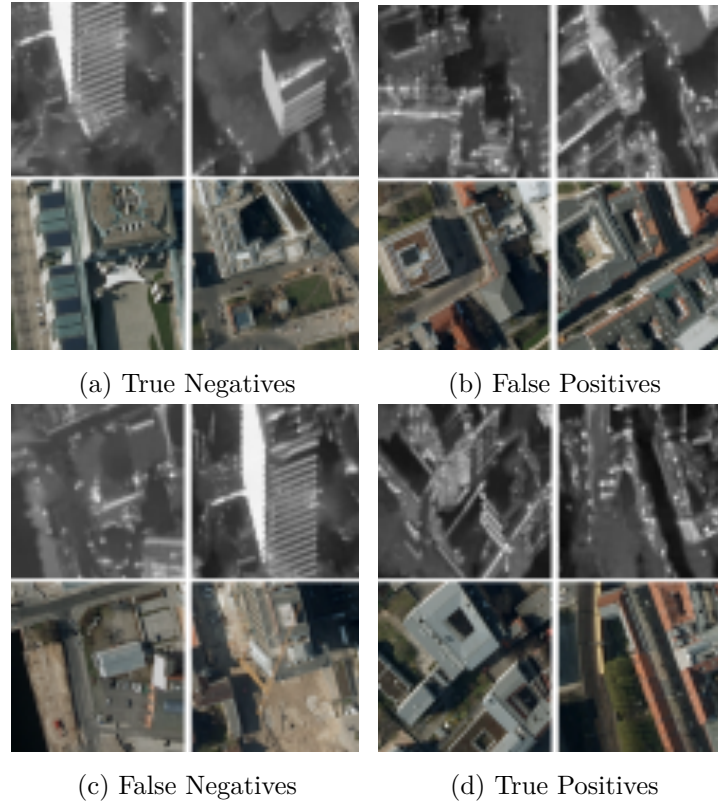 (a) True Negatives
(b) False Positives
(c) False Negatives
(d) True Positives